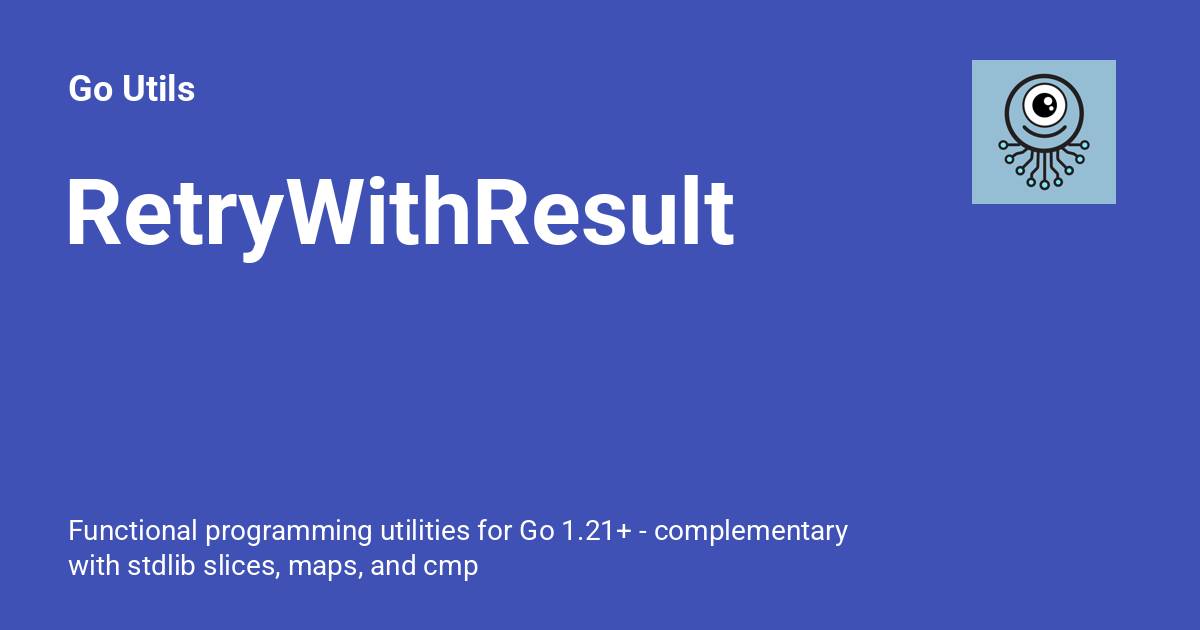 Go Utils
RetryWithResult
Functional programming utilities for Go 1.21+ - complementary
with stdlib slices, maps, and cmp